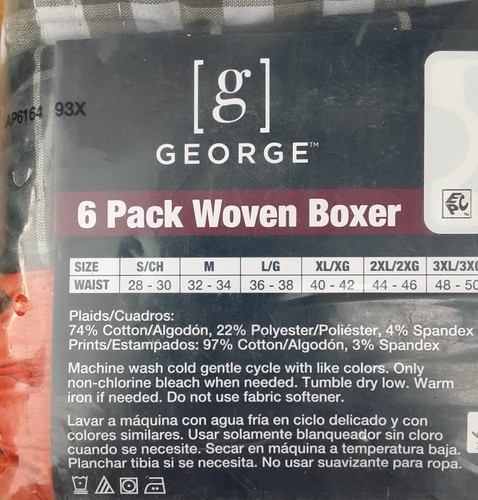 [g]
AP6164 93X
GEORGE™
6 Pack Woven Boxer
EPC
SIZE S/CH M L/G XL/XG 2XL/2XG 3XL/3XG
WAIST 28 - 30 32 - 34 36 - 38 40 - 42 44 - 46 48 - 50
Plaids/Cuadros:
74% Cotton/Algodón, 22% Polyester/Poliéster, 4% Spandex
Prints/Estampados: 97% Cotton/Algodón, 3% Spandex
Machine wash cold gentle cycle with like colors. Only
non-chlorine bleach when needed. Tumble dry low. Warm
iron if needed. Do not use fabric softener.
Lavar a máquina con agua fría en ciclo delicado y con
colores similares. Usar solamente blanqueador sin cloro
cuando se necesite. Secar en máquina a temperatura baja.
Planchar tibia si se necesita. No usar suavizante para ropa.